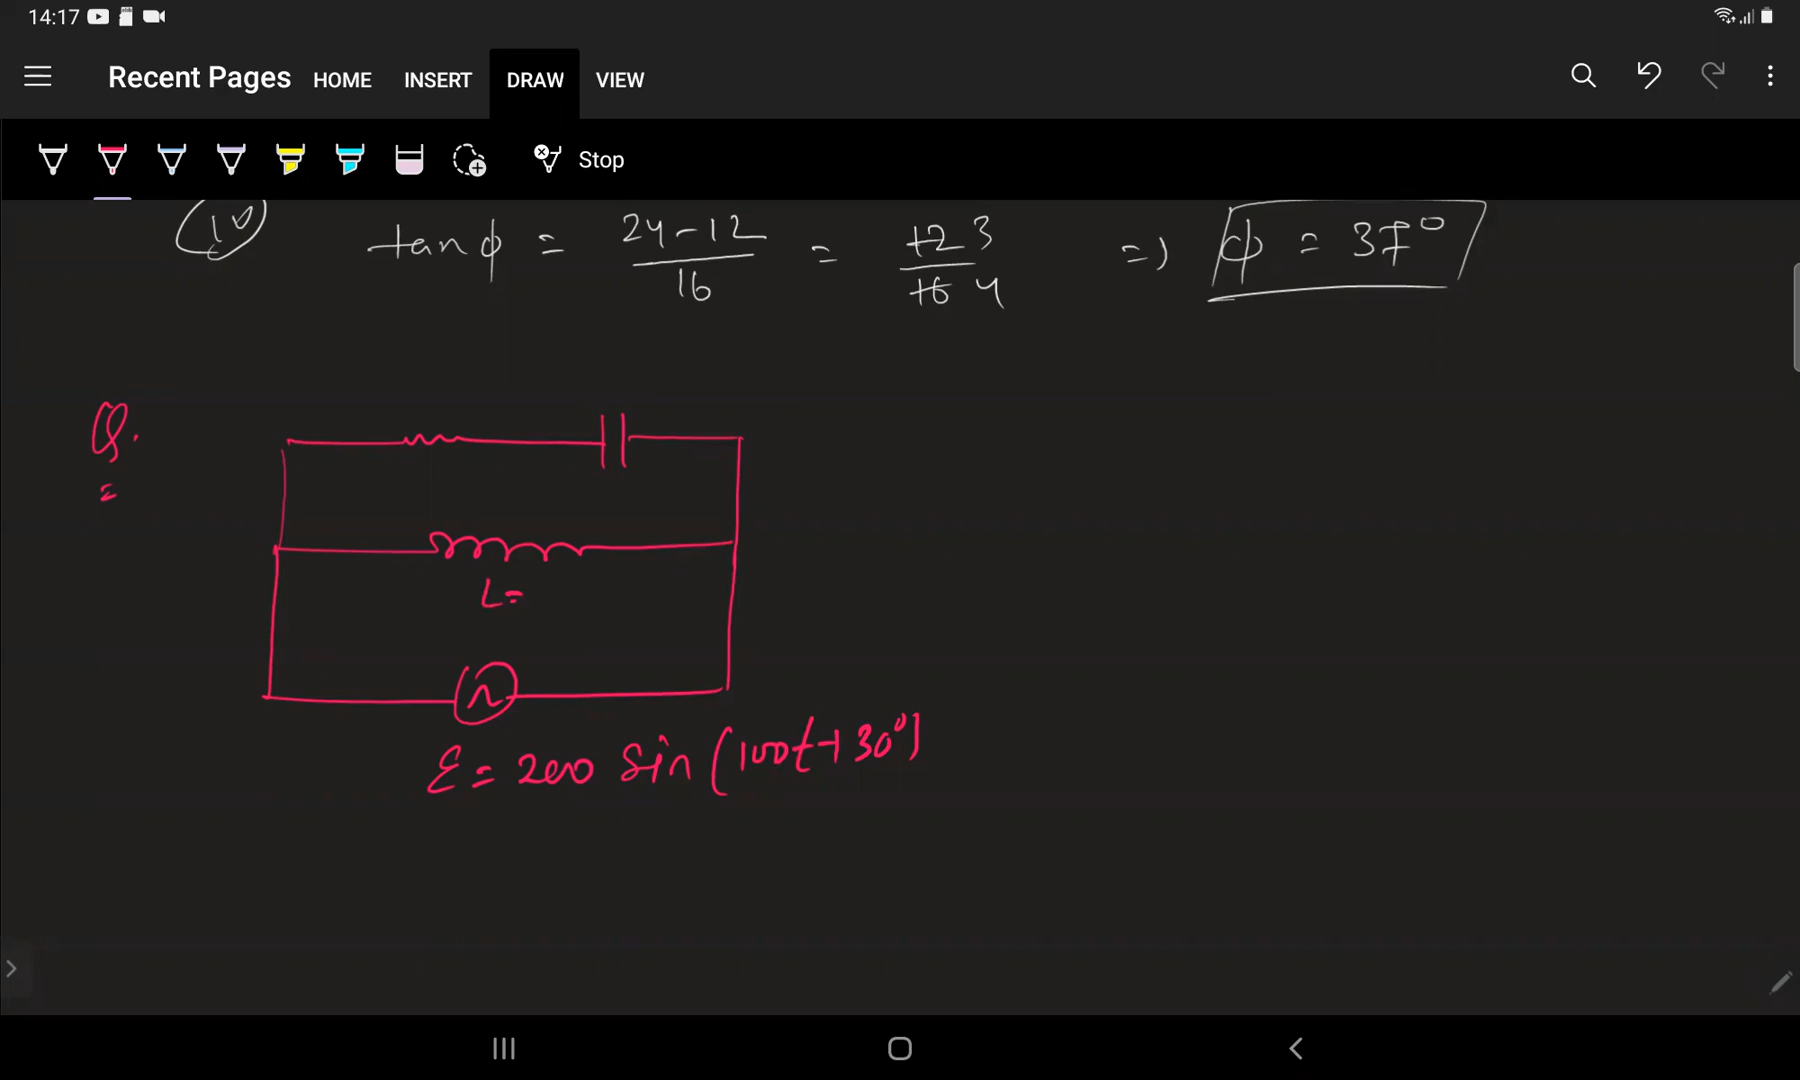 14:17
Recent Pages HOME INSERT DRAW VIEW
Stop
10
tan φ = 24-12 / 16 = 12 3 / 16 4 => φ = 37°
Q.
L=
ε = 200 Sin (100t+30°)